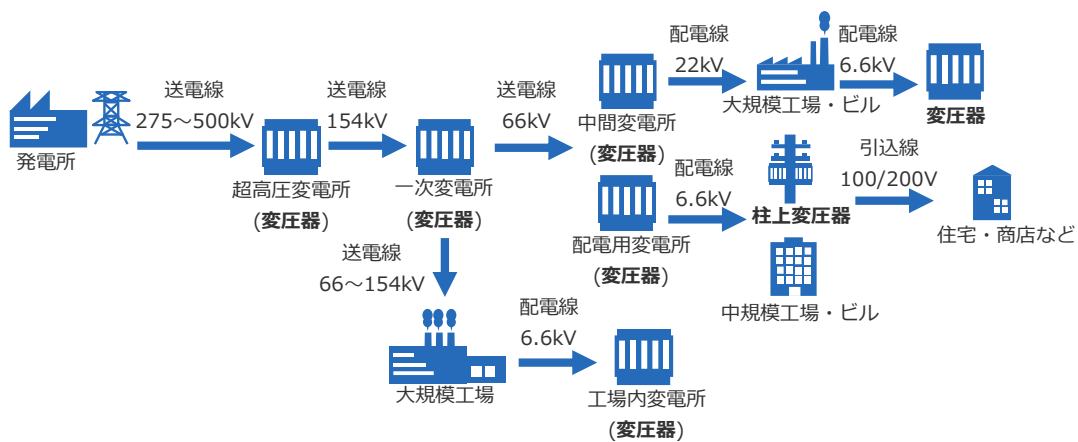 発電所
送電線
275～500kV
超高圧変電所
(変圧器)
送電線
154kV
一次変電所
(変圧器)
送電線
66kV
中間変電所
(変圧器)
配電線
22kV
大規模工場・ビル
配電線
6.6kV
変圧器
配電用変電所
(変圧器)
配電線
6.6kV
柱上変圧器
中規模工場・ビル
引込線
100/200V
住宅・商店など
送電線
66～154kV
大規模工場
配電線
6.6kV
工場内変電所
(変圧器)